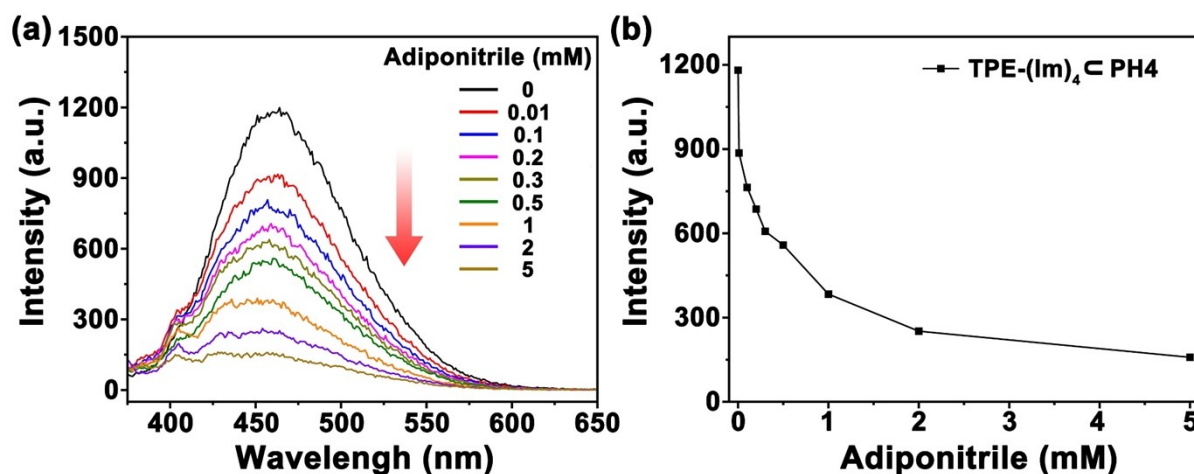 (a)
Intensity (a.u.)
1500
1200
900
600
300
0
Adiponitrile (mM)
0
0.01
0.1
0.2
0.3
0.5
1
2
5
400 450 500 550 600 650
Wavelengh (nm)
(b)
Intensity (a.u.)
1200
900
600
300
0
TPE-(Im)₄⊂ PH4
0 1 2 3 4 5
Adiponitrile (mM)